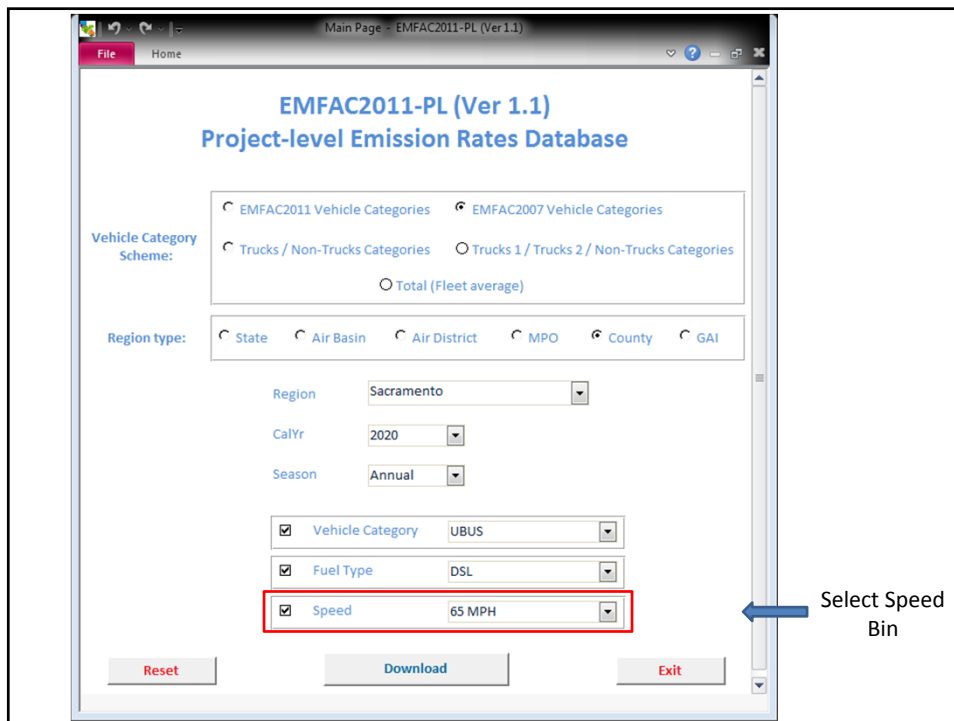 Main Page - EMFAC2011-PL (Ver 1.1)
File Home
EMFAC2011-PL (Ver 1.1)
Project-level Emission Rates Database
Vehicle Category
Scheme:
EMFAC2011 Vehicle Categories EMFAC2007 Vehicle Categories
Trucks / Non-Trucks Categories Trucks 1 / Trucks 2 / Non-Trucks Categories
Total (Fleet average)
Region type: State Air Basin Air District MPO County GAI
Region Sacramento
CalYr 2020
Season Annual
Vehicle Category UBUS
Fuel Type DSL
Speed 65 MPH
Select Speed
Bin
Reset Download Exit